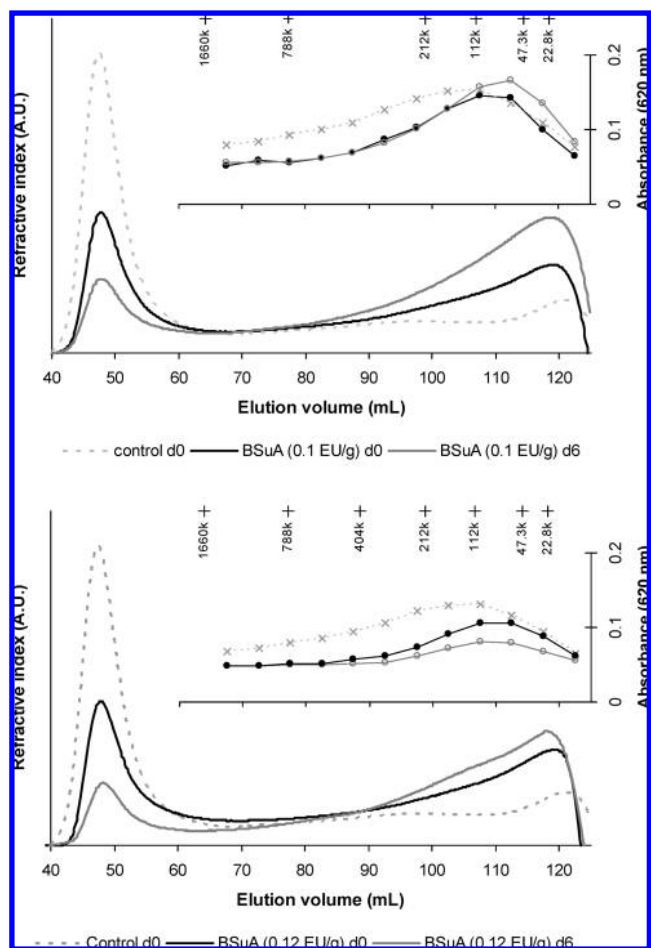 1660k 788k 212k 112k 47.3k 22.8k
Refractive index (A.U.)
0.2
0.1
0
Absorbance (620 nm)
40 50 60 70 80 90 100 110 120
Elution volume (mL)
control d0 BSuA (0.1 EU/g) d0 BSuA (0.1 EU/g) d6
1660k 788k 404k 212k 112k 47.3k 22.8k
Refractive index (A.U.)
0.2
0.1
0
Absorbance (620 nm)
40 50 60 70 80 90 100 110 120
Elution volume (mL)
Control d0 BSuA (0.12 EU/g) d0 BSuA (0.12 EU/g) d6